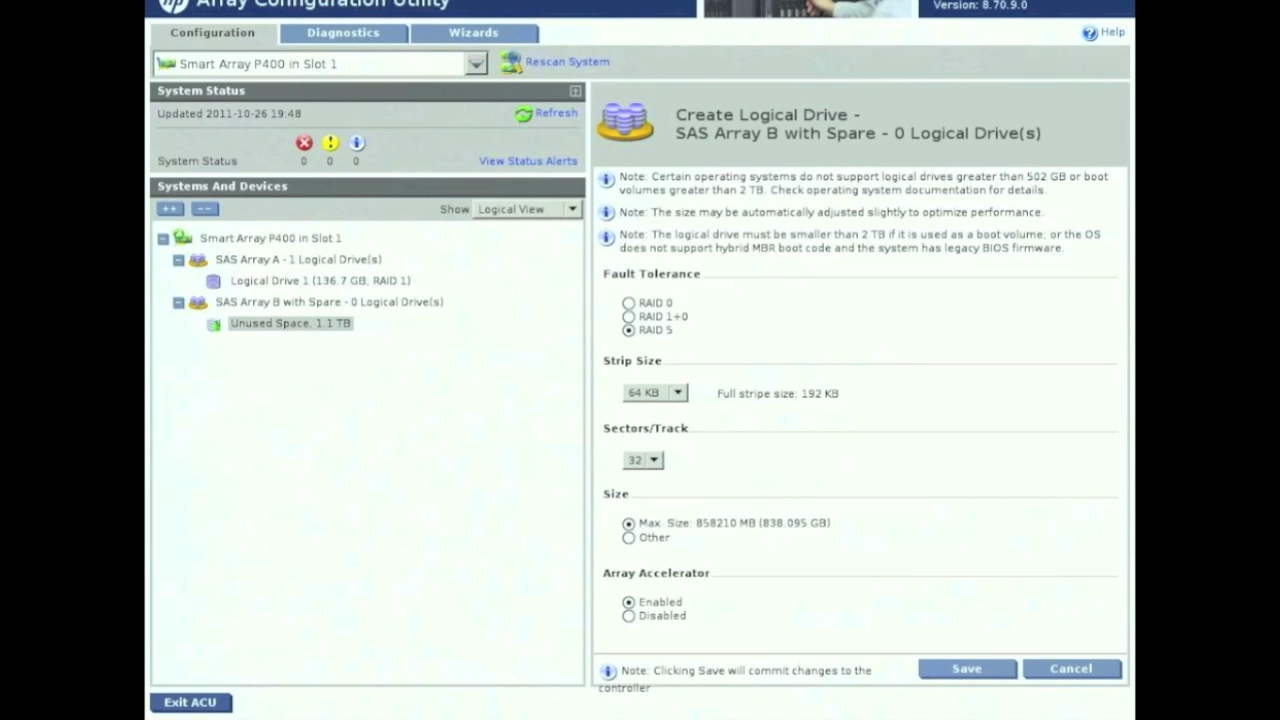 hp Array Configuration Utility
Version: 8.70.9.0
Configuration
Diagnostics
Wizards
Help
Smart Array P400 in Slot 1
Rescan System
System Status
Updated 2011-10-26 19:48
Refresh
System Status 0 0 0 View Status Alerts
Systems And Devices
++
--
Show Logical View
Smart Array P400 in Slot 1
SAS Array A - 1 Logical Drive(s)
Logical Drive 1 (136.7 GB, RAID 1)
SAS Array B with Spare - 0 Logical Drive(s)
Unused Space, 1.1 TB
Create Logical Drive -
SAS Array B with Spare - 0 Logical Drive(s)
Note: Certain operating systems do not support logical drives greater than 502 GB or boot
volumes greater than 2 TB. Check operating system documentation for details.
Note: The size may be automatically adjusted slightly to optimize performance.
Note: The logical drive must be smaller than 2 TB if it is used as a boot volume; or the OS
does not support hybrid MBR boot code and the system has legacy BIOS firmware.
Fault Tolerance
RAID 0
RAID 1+0
RAID 5
Strip Size
64 KB
Full stripe size: 192 KB
Sectors/Track
32
Size
Max. Size: 858210 MB (838.095 GB)
Other
Array Accelerator
Enabled
Disabled
Note: Clicking Save will commit changes to the
controller
Save
Cancel
Exit ACU